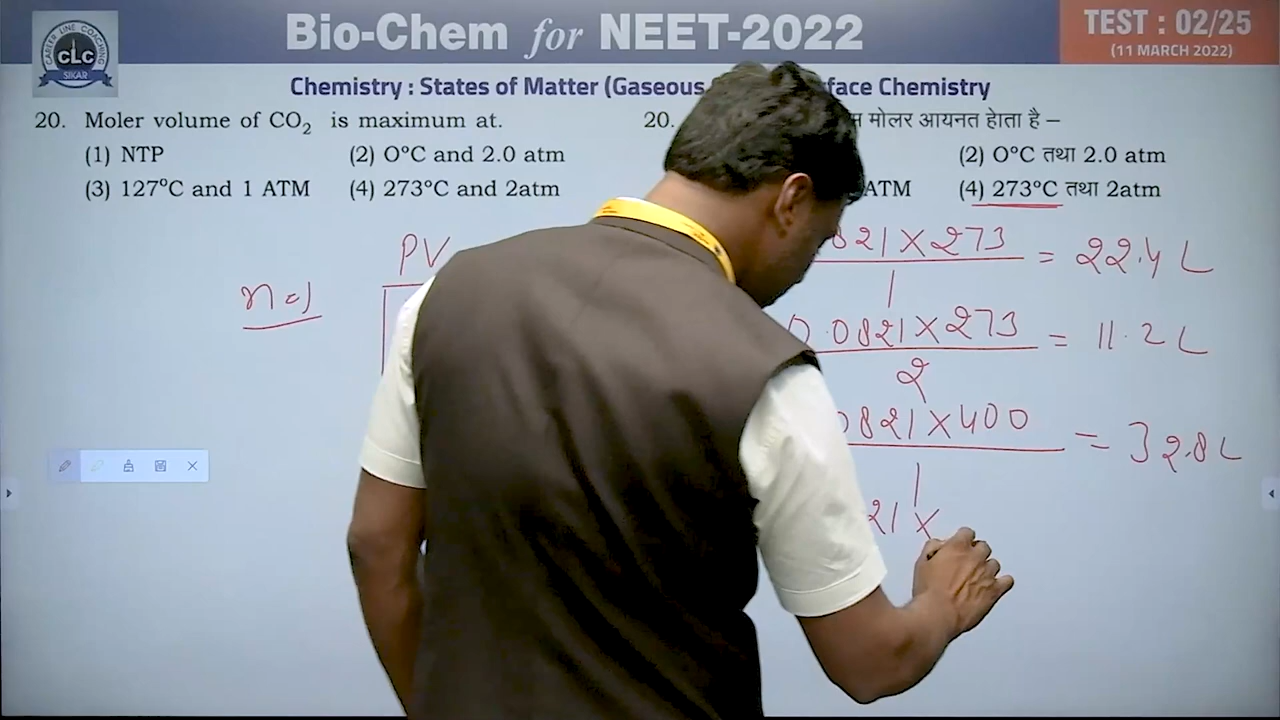 Bio-Chem for NEET-2022
TEST : 02/25
(11 MARCH 2022)
CAREER LINE COACHING
CLC
SIKAR
Chemistry : States of Matter (Gaseous
face Chemistry
20. Moler volume of CO₂ is maximum at.
(1) NTP (2) O°C and 2.0 atm
(3) 127°C and 1 ATM (4) 273°C and 2atm
20. मोलर आयनत हेाता है –
(2) O°C तथा 2.0 atm
ATM (4) 273°C तथा 2atm
PV
n=1
821 X 273 = 22.4 L
1
0.0821 X 273 = 11.2 L
2
0821 X 400 = 32.8 L
1
21 X